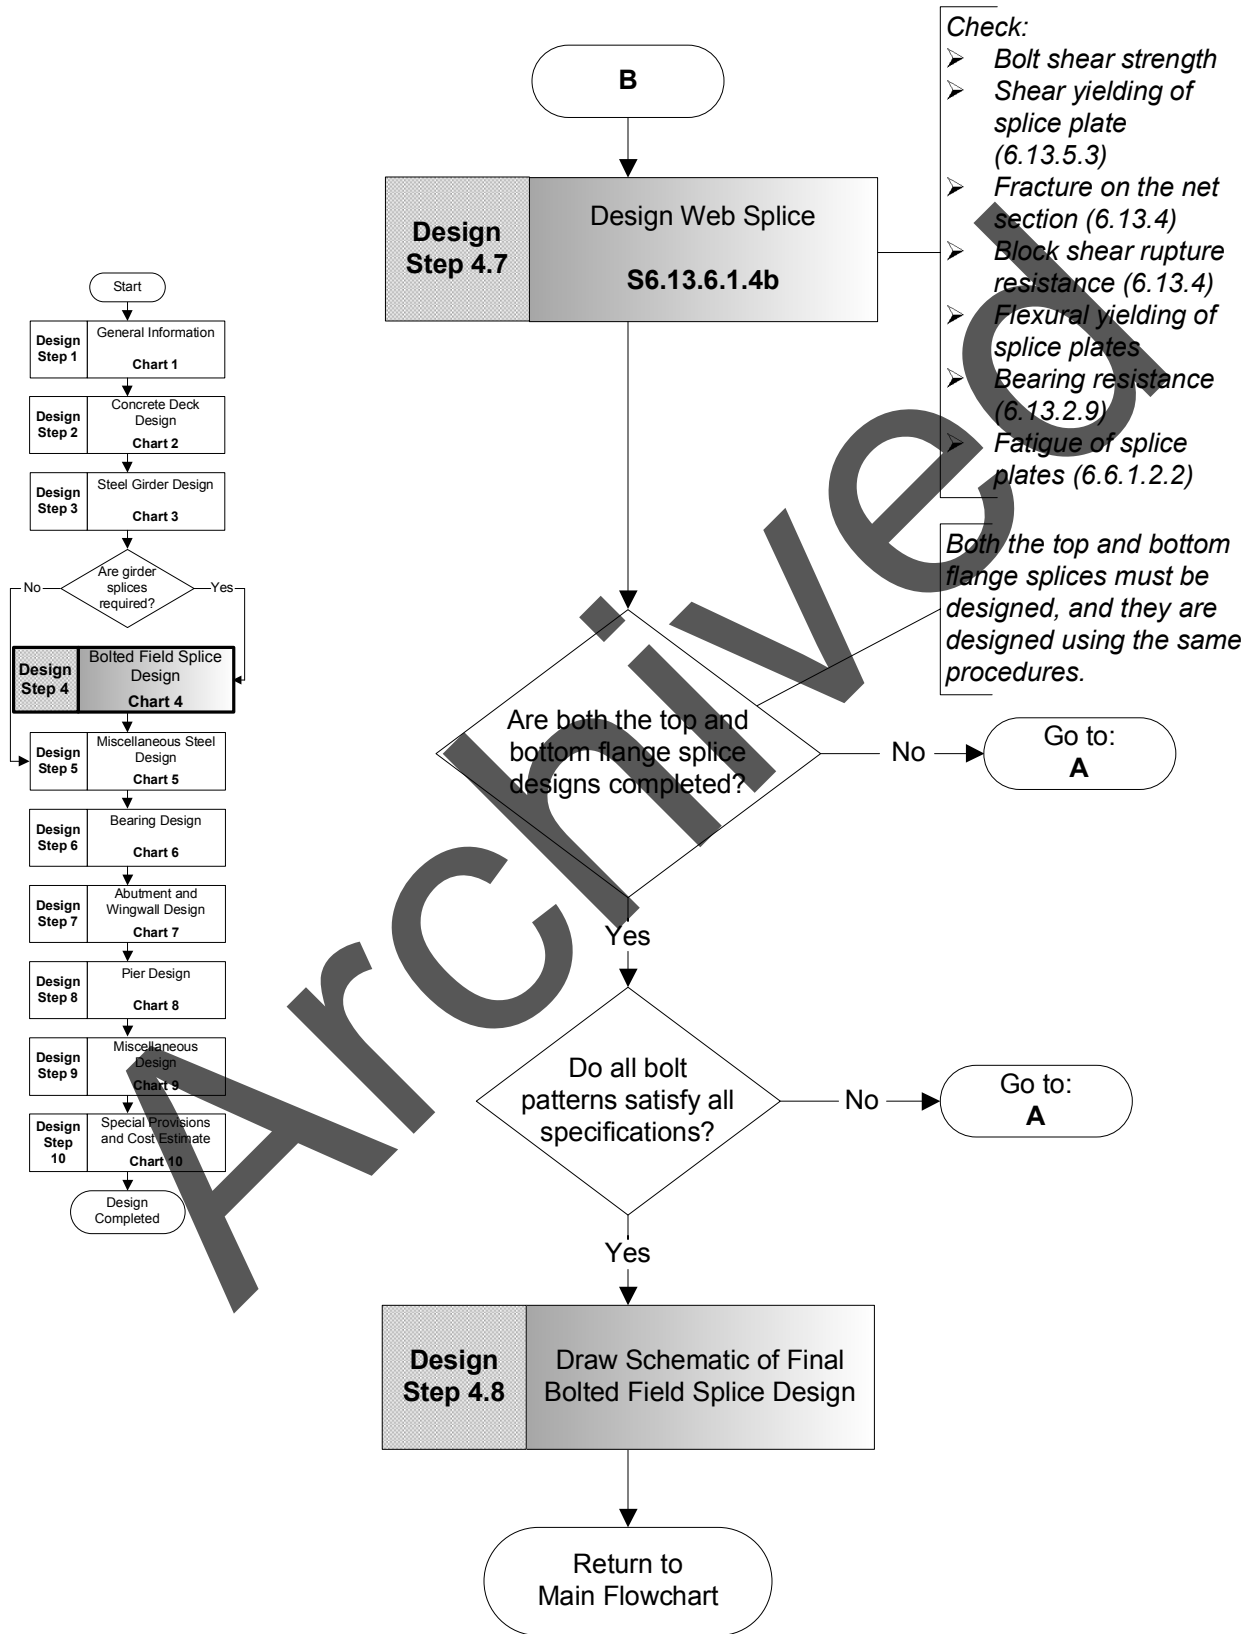 Start
Design
Step 1
General Information
Chart 1
Design
Step 2
Concrete Deck
Design
Chart 2
Design
Step 3
Steel Girder Design
Chart 3
Are girder
splices
required?
No
Yes
Design
Step 4
Bolted Field Splice
Design
Chart 4
Design
Step 5
Miscellaneous Steel
Design
Chart 5
Design
Step 6
Bearing Design
Chart 6
Design
Step 7
Abutment and
Wingwall Design
Chart 7
Design
Step 8
Pier Design
Chart 8
Design
Step 9
Miscellaneous
Design
Chart 9
Design
Step
10
Special Provisions
and Cost Estimate
Chart 10
Design
Completed
B
Design
Step 4.7
Design Web Splice
S6.13.6.1.4b
Check:
➢ Bolt shear strength
➢ Shear yielding of
splice plate
(6.13.5.3)
➢ Fracture on the net
section (6.13.4)
➢ Block shear rupture
resistance (6.13.4)
➢ Flexural yielding of
splice plates
➢ Bearing resistance
(6.13.2.9)
➢ Fatigue of splice
plates (6.6.1.2.2)
Both the top and bottom
flange splices must be
designed, and they are
designed using the same
procedures.
Are both the top and
bottom flange splice
designs completed?
No
Go to:
A
Yes
Do all bolt
patterns satisfy all
specifications?
No
Go to:
A
Yes
Design
Step 4.8
Draw Schematic of Final
Bolted Field Splice Design
Return to
Main Flowchart
Archived